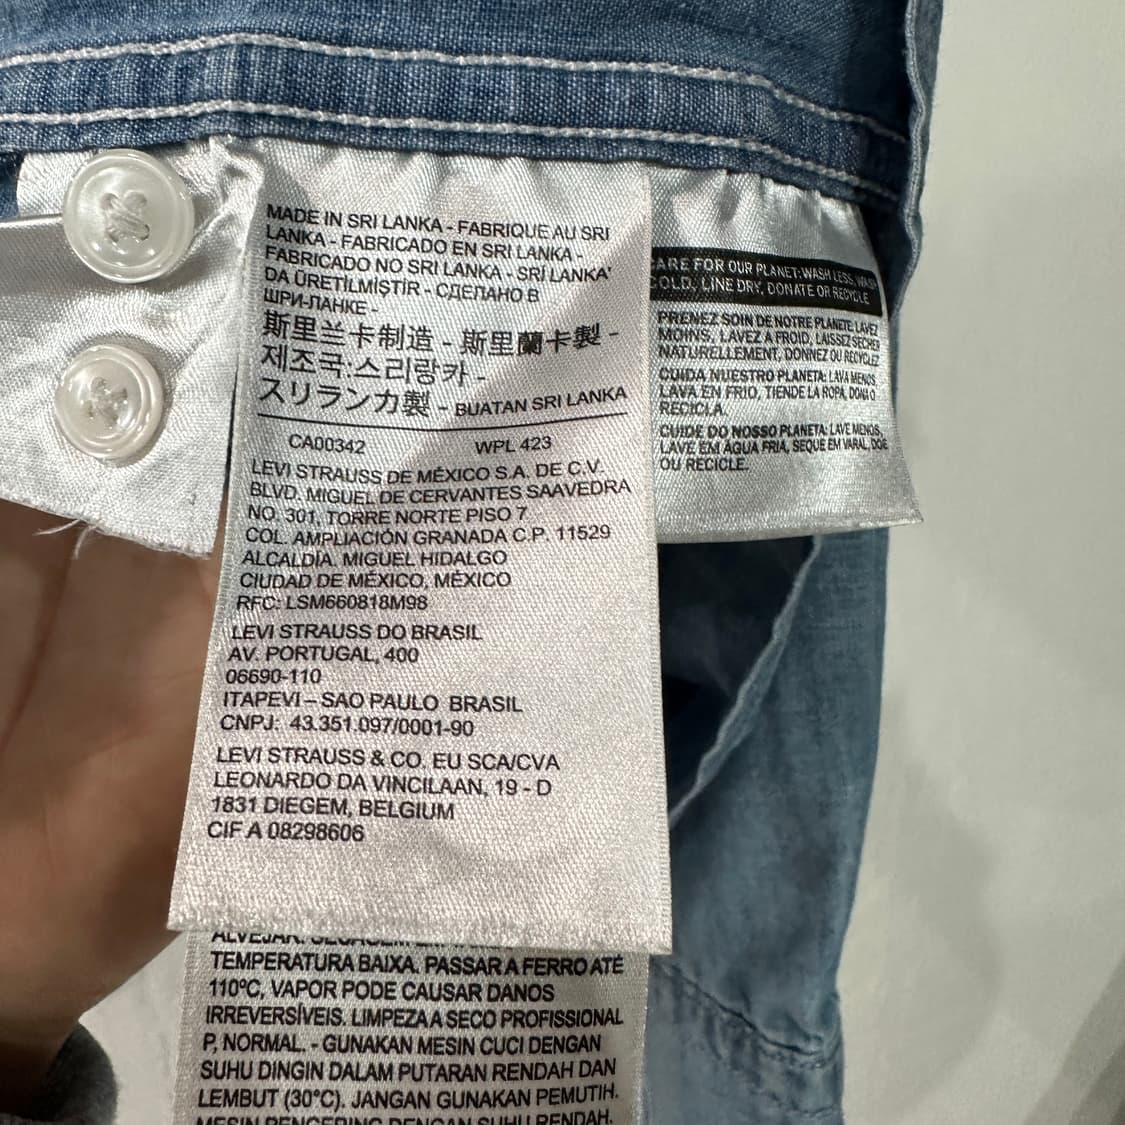 MADE IN SRI LANKA - FABRIQUE AU SRI
LANKA - FABRICADO EN SRI LANKA -
FABRICADO NO SRI LANKA - SRİ LANKA'
DA ÜRETİLMİŞTİR - СДЕЛАНО В
ШРИ-ЛАНКЕ -
斯里兰卡制造 - 斯里蘭卡製 -
제조국:스리랑카 -
スリランカ製 - BUATAN SRI LANKA
CA00342 WPL 423
LEVI STRAUSS DE MÉXICO S.A. DE C.V.
BLVD. MIGUEL DE CERVANTES SAAVEDRA
NO. 301, TORRE NORTE PISO 7
COL. AMPLIACIÓN GRANADA C.P. 11529
ALCALDÍA. MIGUEL HIDALGO
CIUDAD DE MÉXICO, MÉXICO
RFC: LSM660818M98
LEVI STRAUSS DO BRASIL
AV. PORTUGAL, 400
06690-110
ITAPEVI – SAO PAULO BRASIL
CNPJ: 43.351.097/0001-90
LEVI STRAUSS & CO. EU SCA/CVA
LEONARDO DA VINCILAAN, 19 - D
1831 DIEGEM, BELGIUM
CIF A 08298606
CARE FOR OUR PLANET: WASH LESS, WASH
COLD, LINE DRY, DONATE OR RECYCLE
PRENEZ SOIN DE NOTRE PLANÈTE: LAVEZ
MOINS, LAVEZ À FROID, LAISSEZ SÉCHER
NATURELLEMENT, DONNEZ OU RECYCLEZ
CUIDA NUESTRO PLANETA: LAVA MENOS,
LAVA EN FRÍO, TIENDE LA ROPA, DONA O
RECICLA.
CUIDE DO NOSSO PLANETA: LAVE MENOS,
LAVE EM ÁGUA FRIA, SEQUE EM VARAL, DOE
OU RECICLE.
ALVEJAR.
TEMPERATURA BAIXA. PASSAR A FERRO ATÉ
110ºC, VAPOR PODE CAUSAR DANOS
IRREVERSÍVEIS. LIMPEZA A SECO PROFISSIONAL
P, NORMAL. - GUNAKAN MESIN CUCI DENGAN
SUHU DINGIN DALAM PUTARAN RENDAH DAN
LEMBUT (30°C). JANGAN GUNAKAN PEMUTIH.
MESIN PENGERING DENGAN SUHU RENDAH.